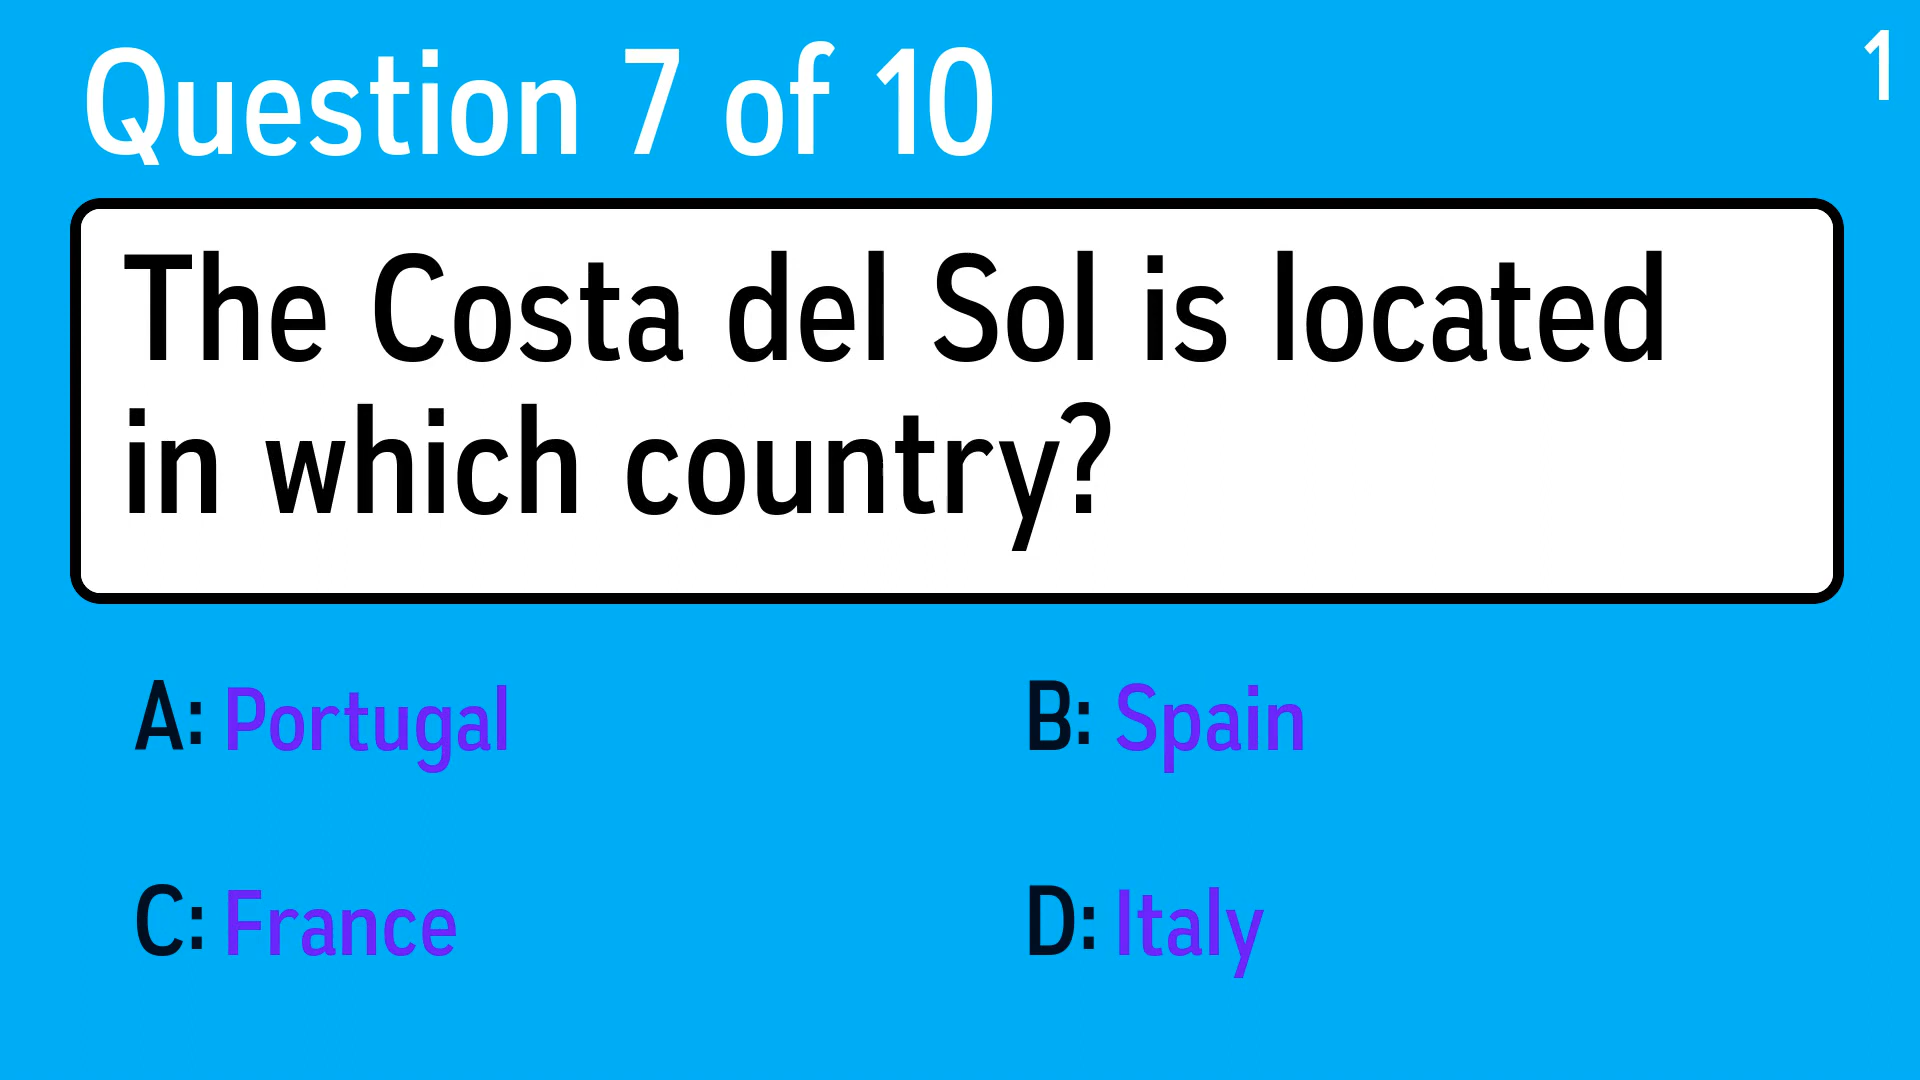 Question 7 of 10
1
The Costa del Sol is located
in which country?
A: Portugal
B: Spain
C: France
D: Italy